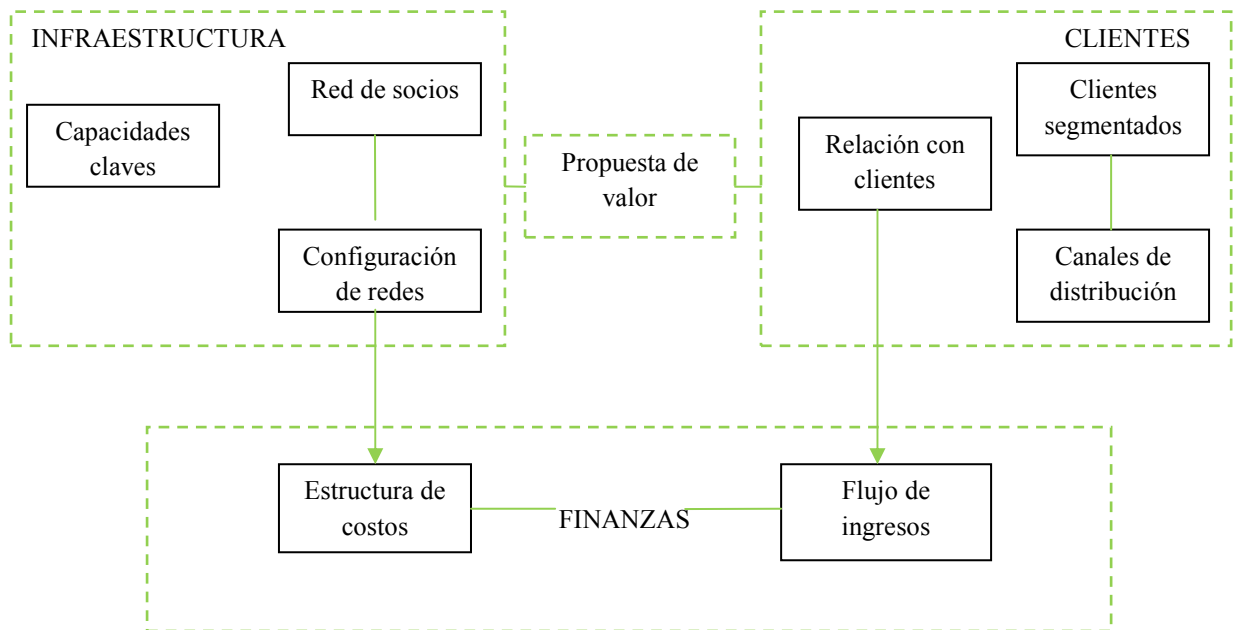 INFRAESTRUCTURA
Red de socios
Capacidades
claves
Configuración
de redes
Propuesta de
valor
CLIENTES
Clientes
segmentados
Relación con
clientes
Canales de
distribución
Estructura de
costos
FINANZAS
Flujo de
ingresos